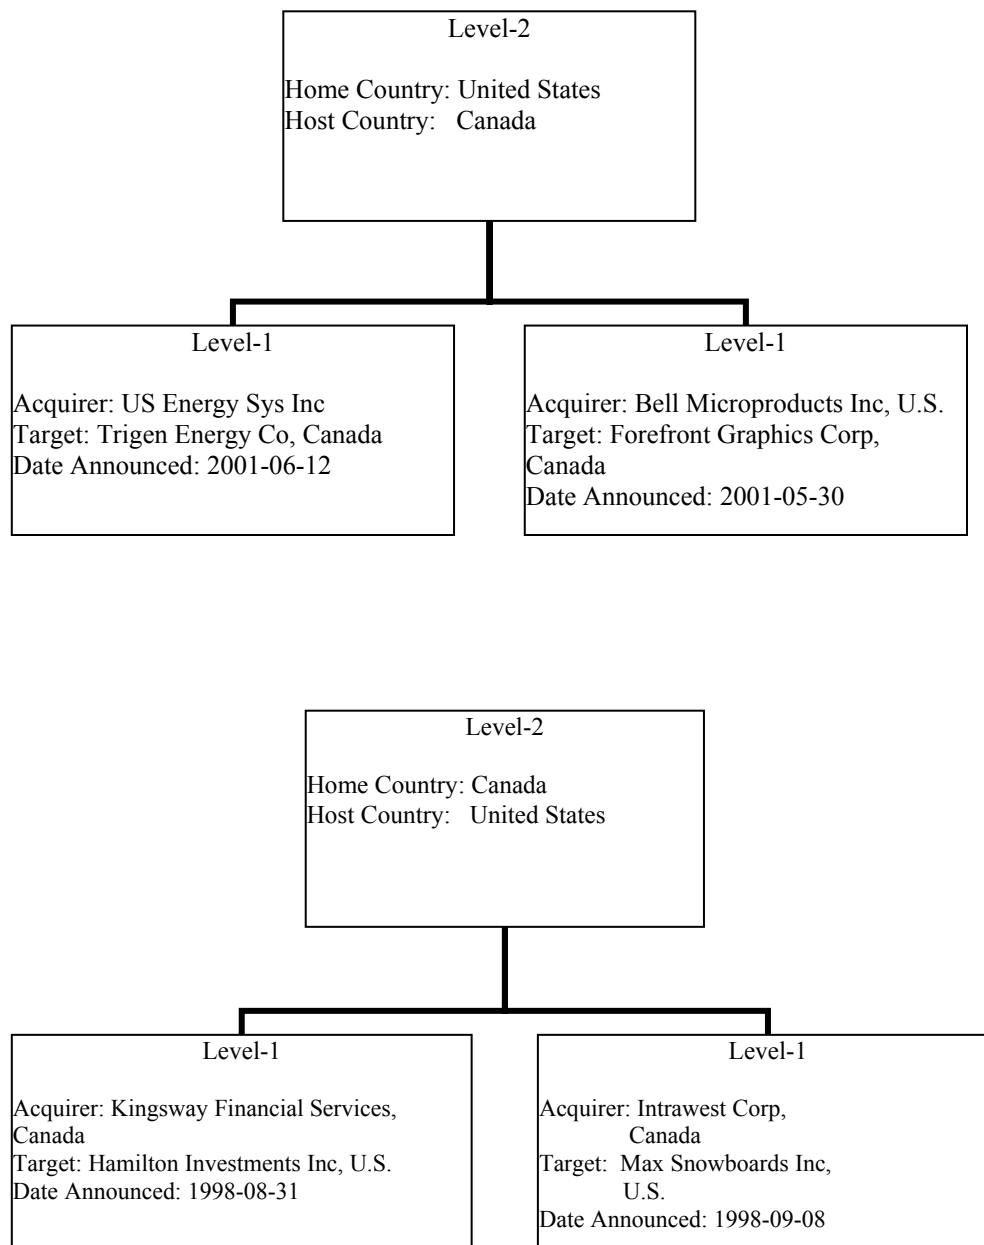 Level-2
Home Country: United States
Host Country: Canada
Level-1
Acquirer: US Energy Sys Inc
Target: Trigen Energy Co, Canada
Date Announced: 2001-06-12
Level-1
Acquirer: Bell Microproducts Inc, U.S.
Target: Forefront Graphics Corp,
Canada
Date Announced: 2001-05-30
Level-2
Home Country: Canada
Host Country: United States
Level-1
Acquirer: Kingsway Financial Services,
Canada
Target: Hamilton Investments Inc, U.S.
Date Announced: 1998-08-31
Level-1
Acquirer: Intrawest Corp,
Canada
Target: Max Snowboards Inc,
U.S.
Date Announced: 1998-09-08